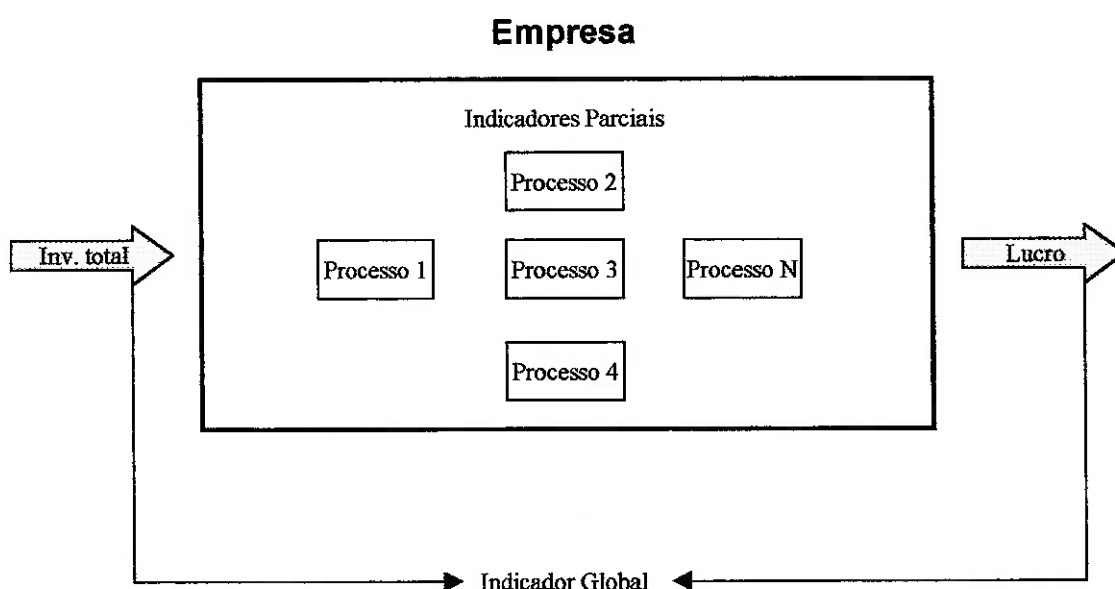 Empresa
Indicadores Parciais
Processo 2
Inv. total
Processo 1
Processo 3
Processo N
Lucro
Processo 4
Indicador Global